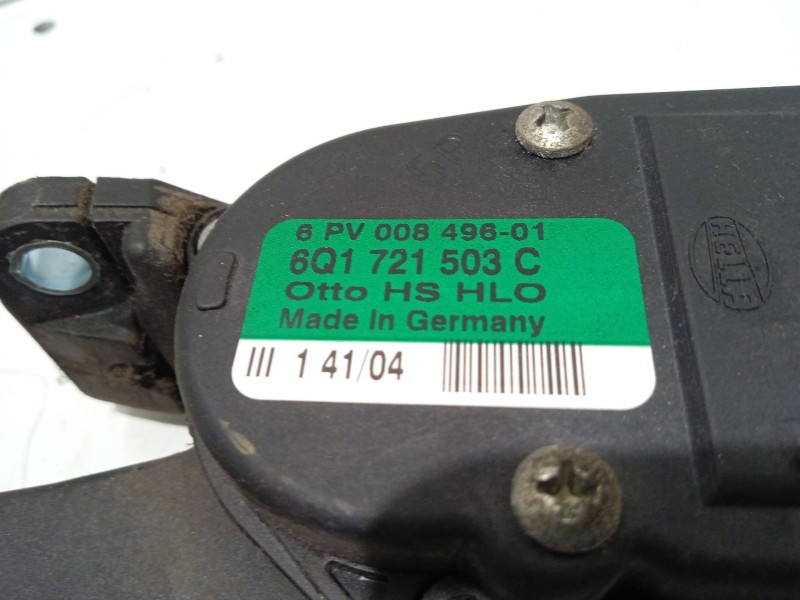 6 PV 008 496-01
6Q1 721 503 C
Otto HS HLO
Made In Germany
III 1 41/04
HELLA